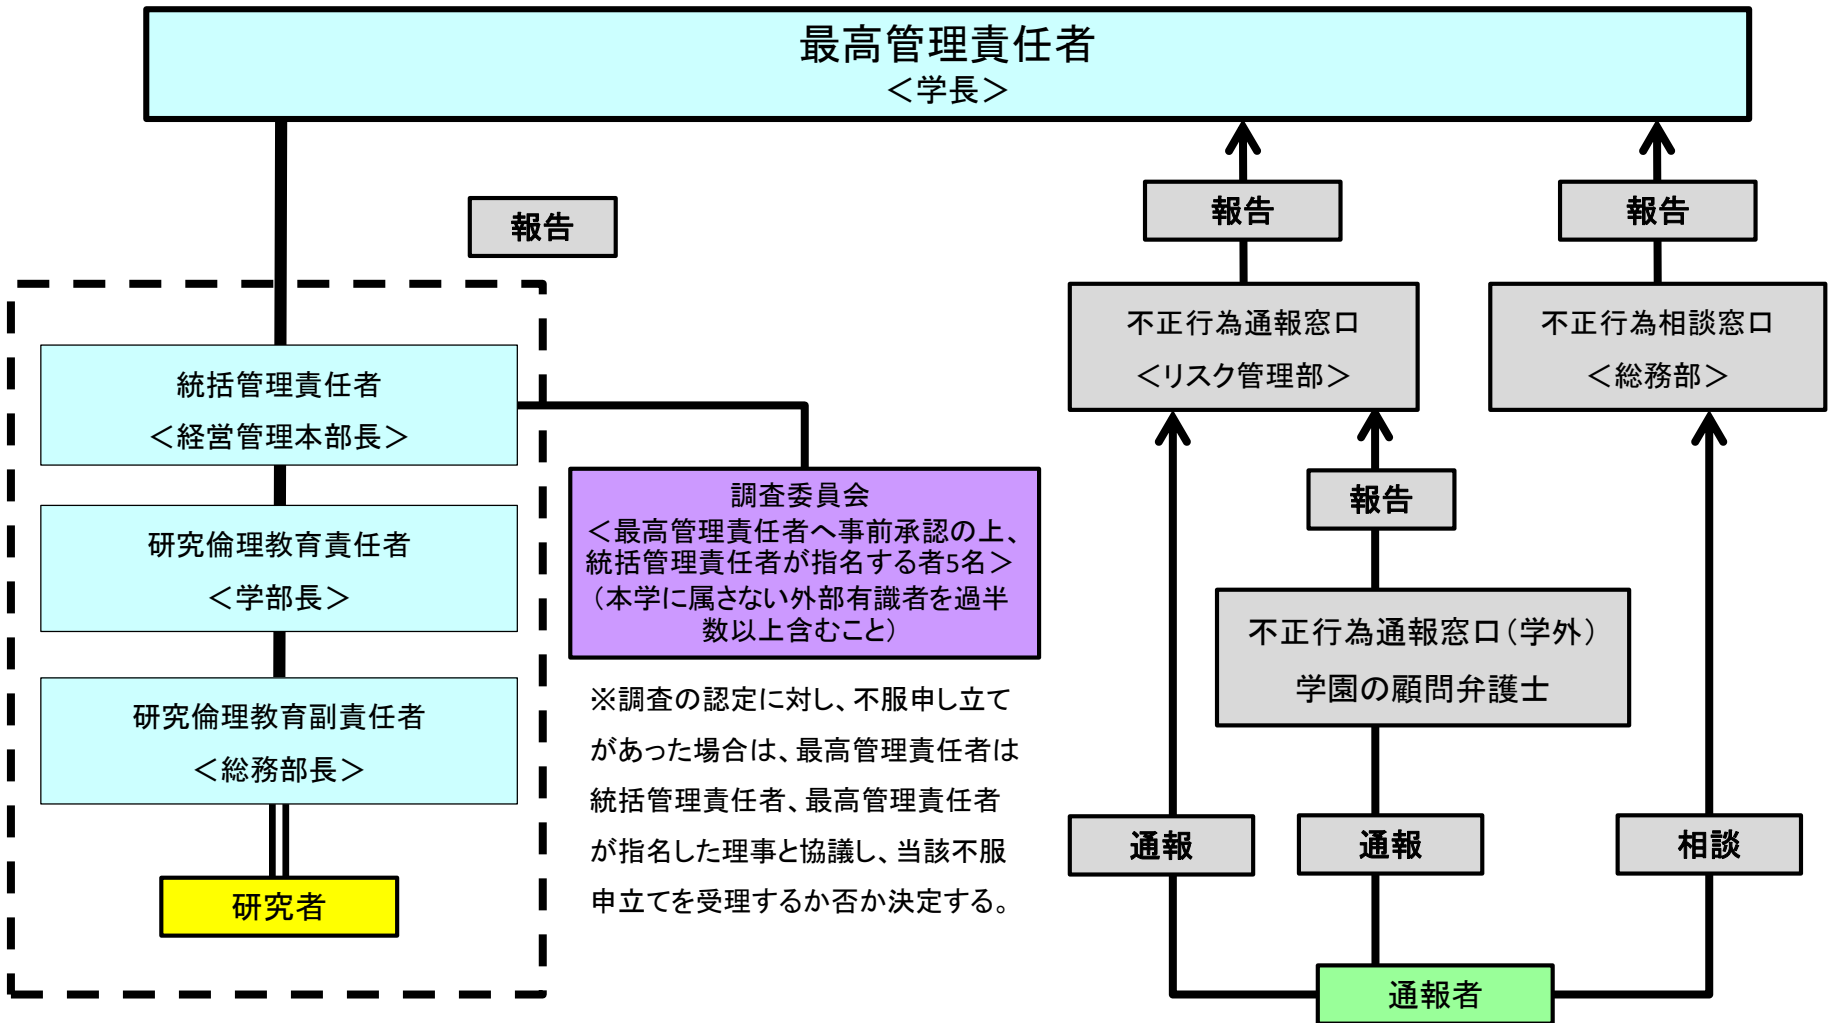 最高管理責任者
＜学長＞
報告
報告
報告
統括管理責任者
＜経営管理本部長＞
研究倫理教育責任者
＜学部長＞
研究倫理教育副責任者
＜総務部長＞
研究者
調査委員会
＜最高管理責任者へ事前承認の上、
統括管理責任者が指名する者5名＞
（本学に属さない外部有識者を過半
数以上含むこと）
※調査の認定に対し、不服申し立て
があった場合は、最高管理責任者は
統括管理責任者、最高管理責任者
が指名した理事と協議し、当該不服
申立てを受理するか否か決定する。
不正行為通報窓口
＜リスク管理部＞
不正行為相談窓口
＜総務部＞
報告
不正行為通報窓口（学外）
学園の顧問弁護士
通報
通報
相談
通報者